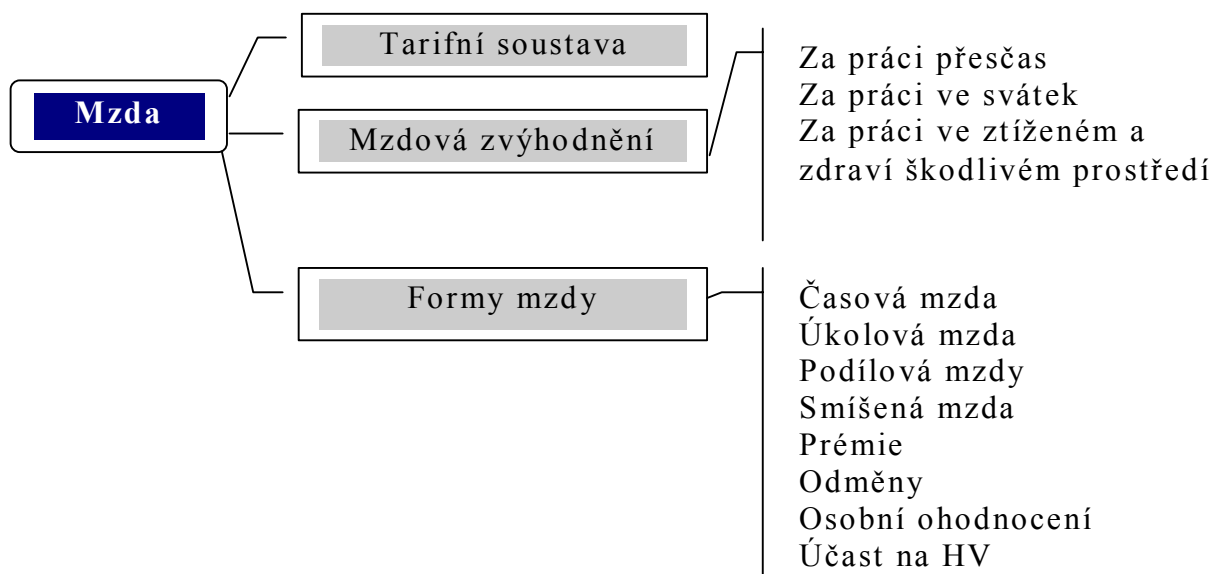 Mzda
Tarifní soustava
Mzdová zvýhodnění
Za práci přesčas
Za práci ve svátek
Za práci ve ztíženém a
zdraví škodlivém prostředí
Formy mzdy
Časová mzda
Úkolová mzda
Podílová mzdy
Smíšená mzda
Prémie
Odměny
Osobní ohodnocení
Účast na HV